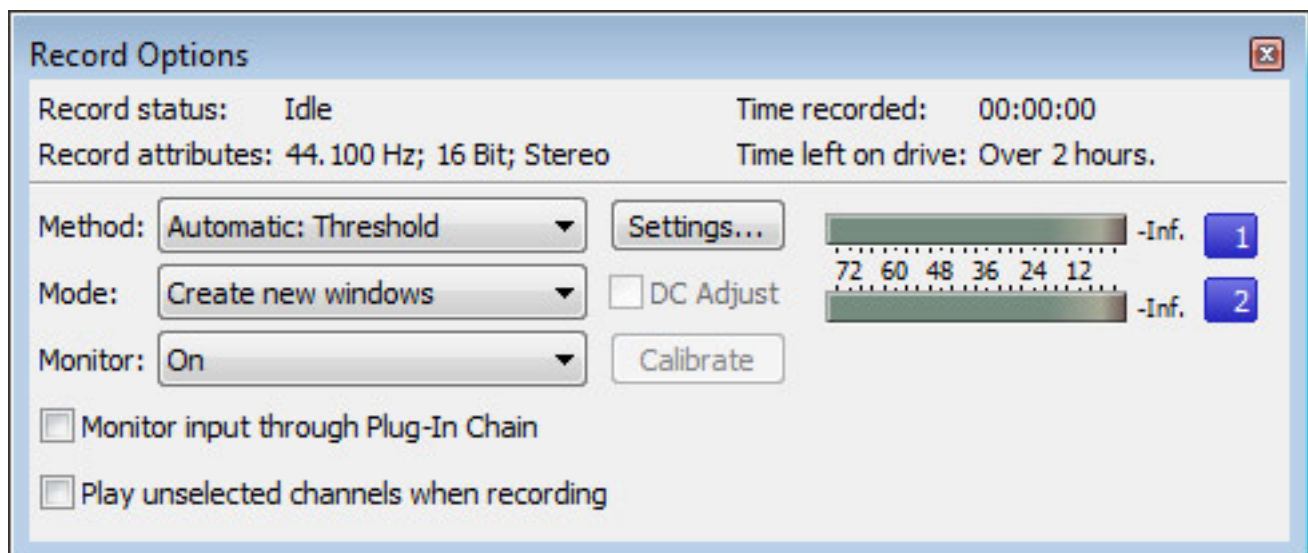 Record Options
Record status: Idle Time recorded: 00:00:00
Record attributes: 44.100 Hz; 16 Bit; Stereo Time left on drive: Over 2 hours.
Method: Automatic: Threshold Settings... -Inf. 1
72 60 48 36 24 12
Mode: Create new windows DC Adjust -Inf. 2
Monitor: On Calibrate
Monitor input through Plug-In Chain
Play unselected channels when recording